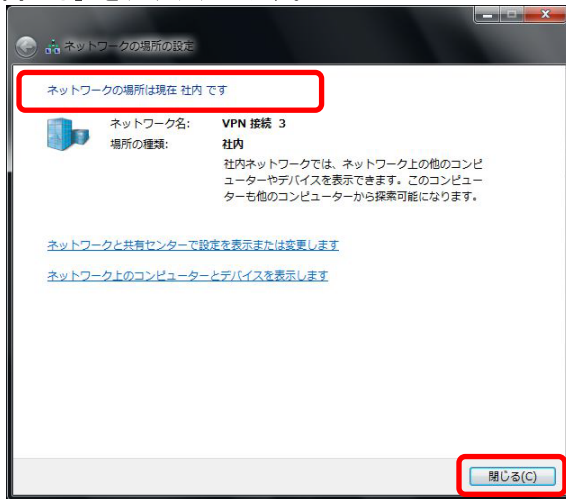 ネットワークの場所の設定
ネットワークの場所は現在 社内 です
ネットワーク名: VPN 接続 3
場所の種類: 社内
社内ネットワークでは、ネットワーク上の他のコンピ
ューターやデバイスを表示できます。このコンピュー
ターも他のコンピューターから探索可能になります。
ネットワークと共有センターで設定を表示または変更します
ネットワーク上のコンピューターとデバイスを表示します
閉じる(C)